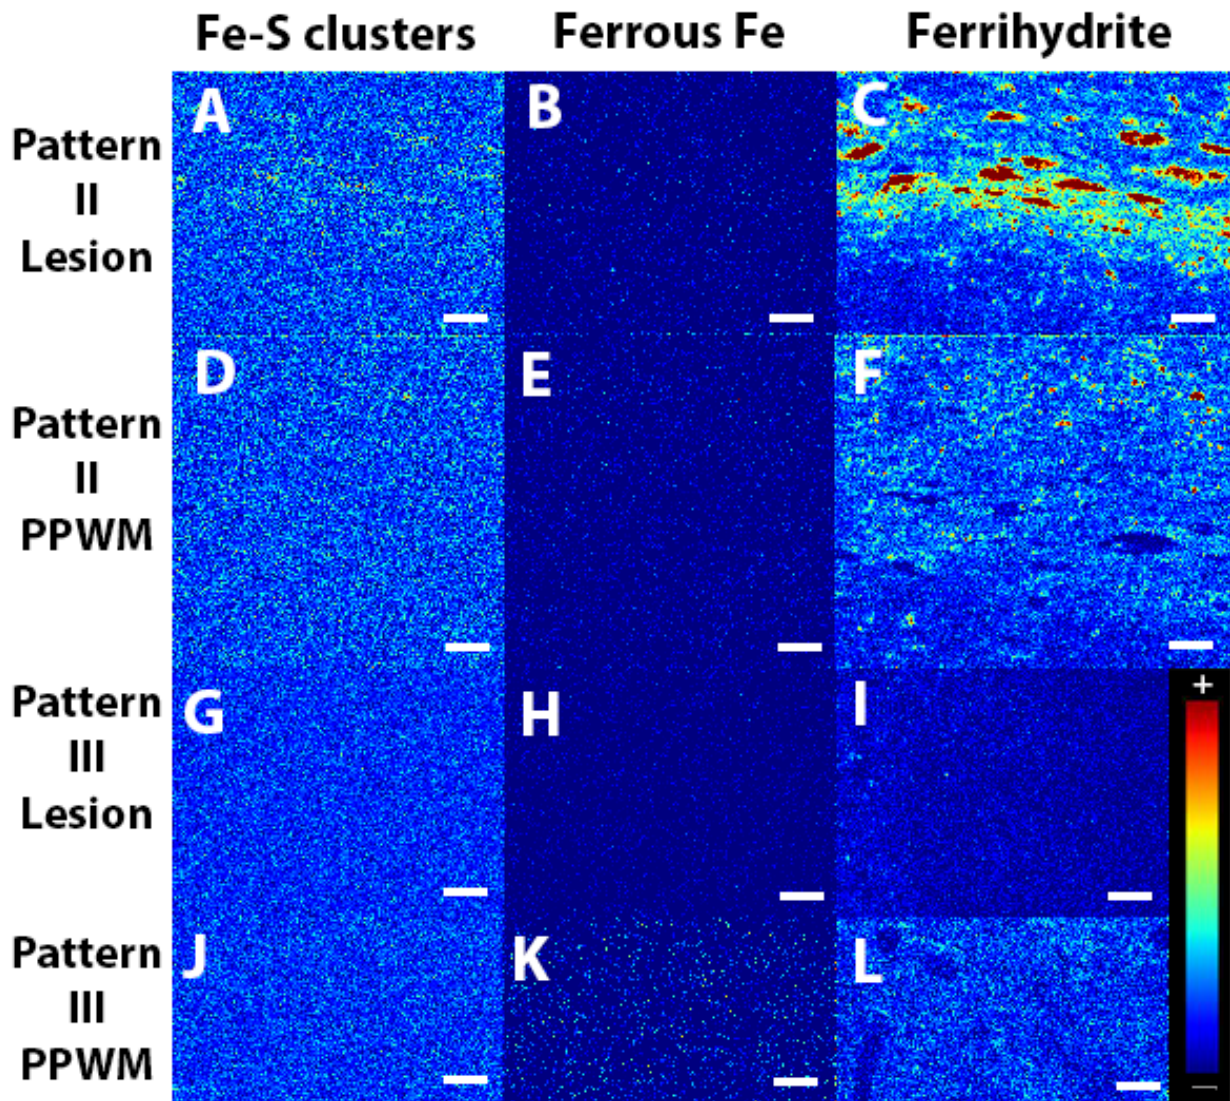 Fe-S clusters Ferrous Fe Ferrihydrite
Pattern
II
Lesion
A B C
Pattern
II
PPWM
D E F
Pattern
III
Lesion
G H I
+
Pattern
III
PPWM
J K L
—